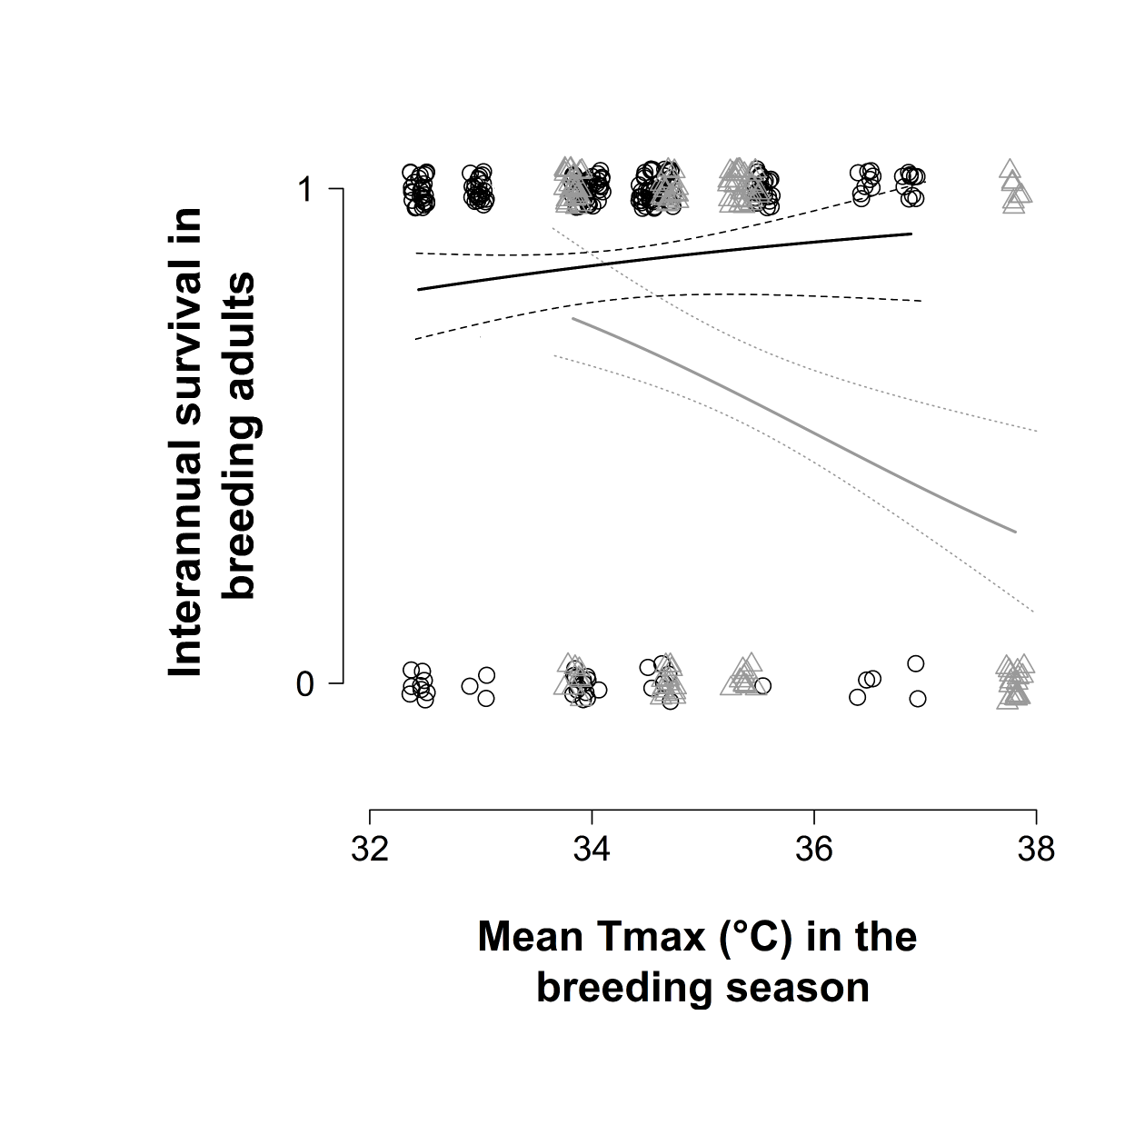 Interannual survival in
breeding adults
1
0
32
34
36
38
Mean Tmax (°C) in the
breeding season